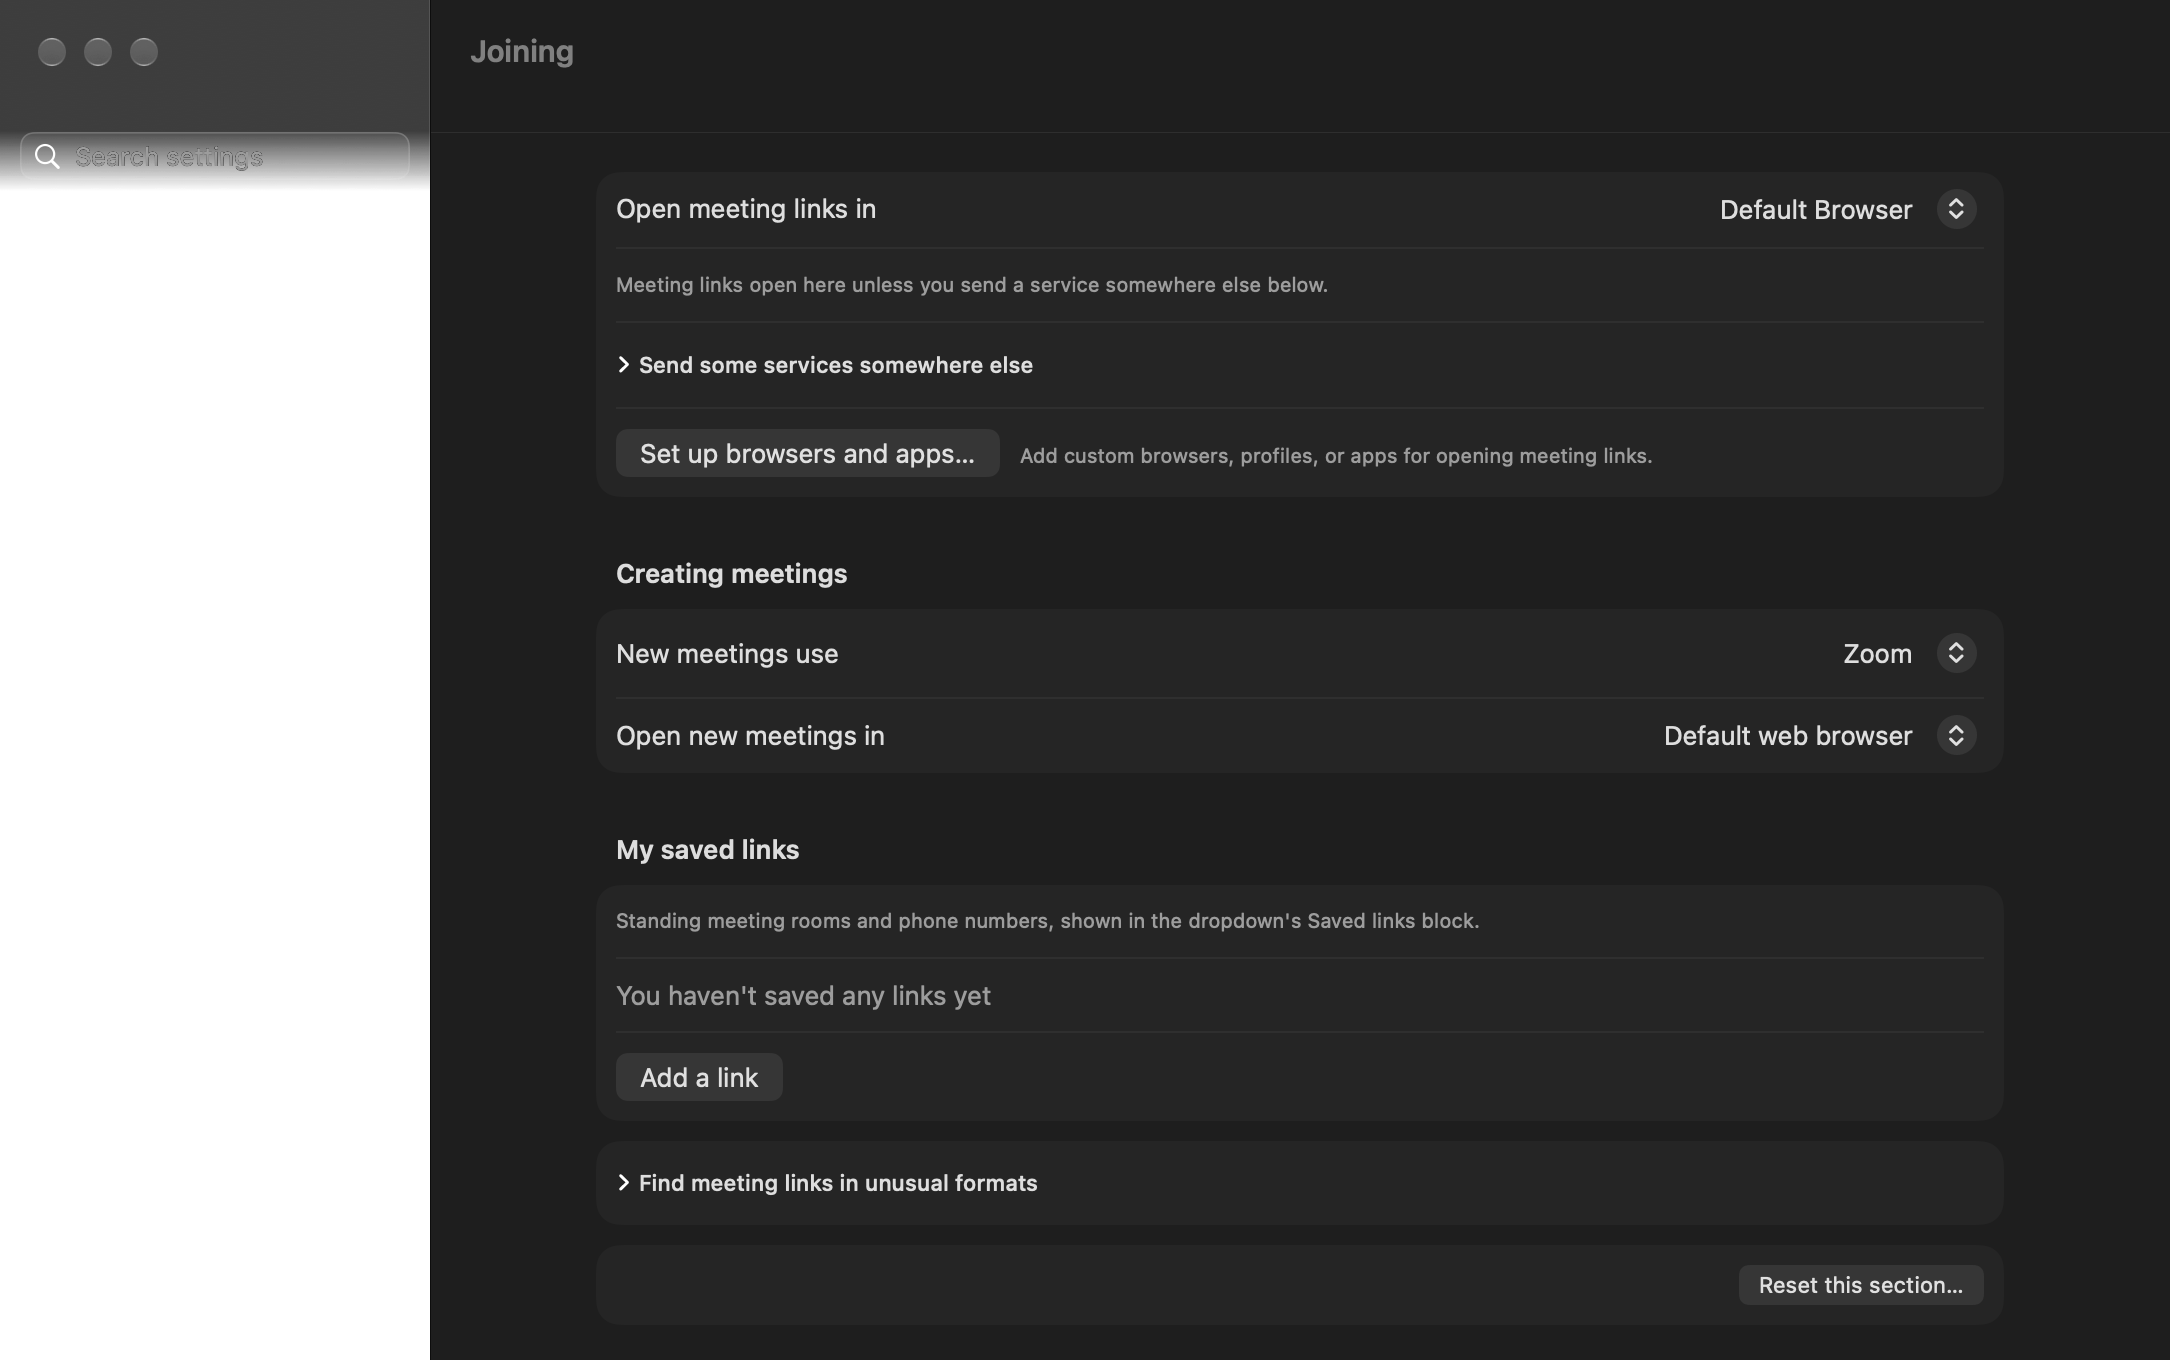 Joining
Search settings
Open meeting links in
Default Browser
Meeting links open here unless you send a service somewhere else below.
Send some services somewhere else
Set up browsers and apps...
Add custom browsers, profiles, or apps for opening meeting links.
Creating meetings
New meetings use
Zoom
Open new meetings in
Default web browser
My saved links
Standing meeting rooms and phone numbers, shown in the dropdown's Saved links block.
You haven't saved any links yet
Add a link
Find meeting links in unusual formats
Reset this section...